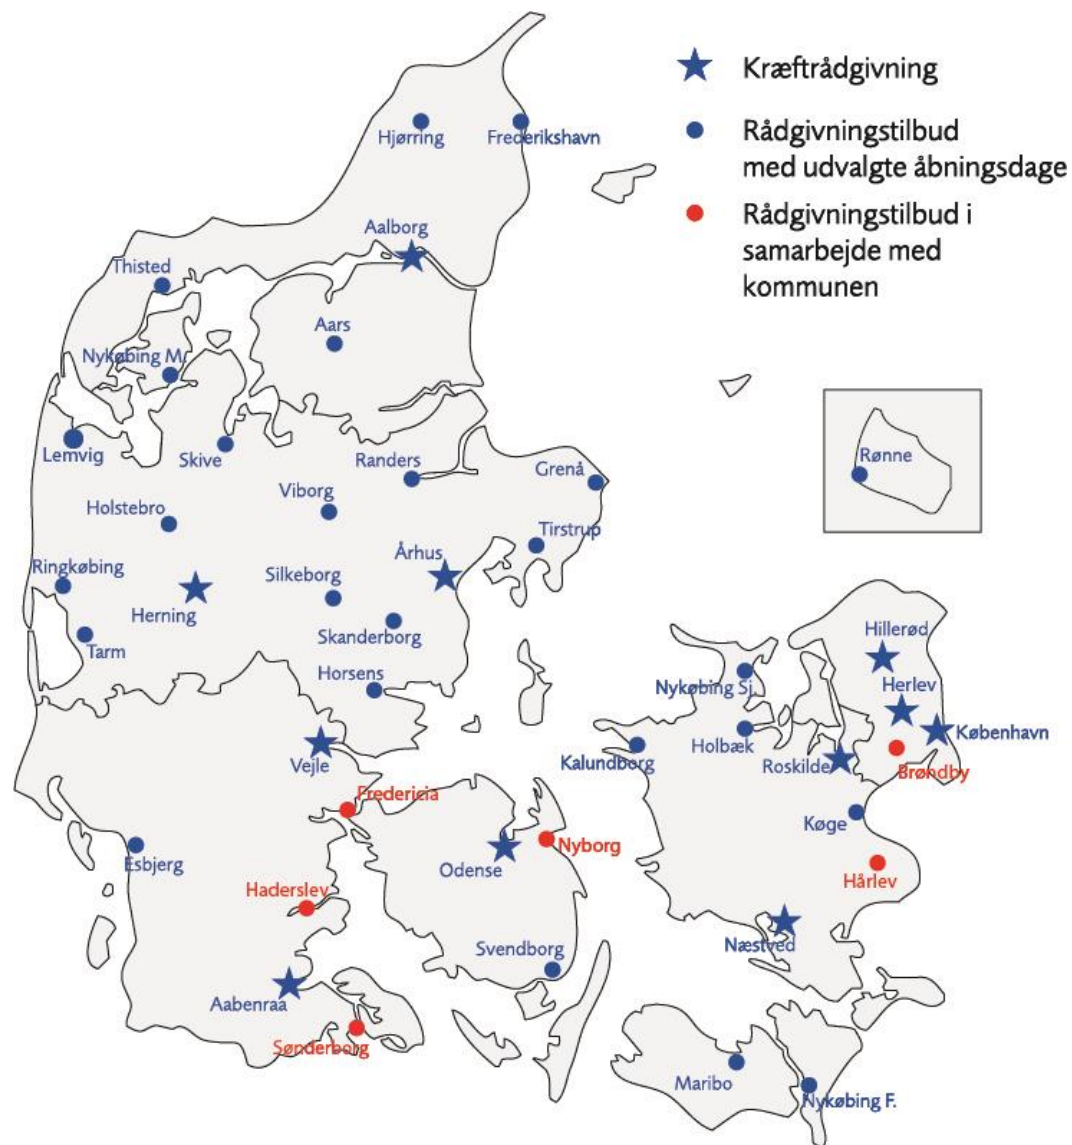 Kræftrådgivning
Rådgivningstilbud
med udvalgte åbningsdage
Rådgivningstilbud i
samarbejde med
kommunen
Hjørring
Frederikshavn
Aalborg
Thisted
Aars
Nykøbing M.
Lemvig
Skive
Randers
Grenå
Rønne
Viborg
Holstebro
Tirstrup
Århus
Ringkøbing
Silkeborg
Herning
Skanderborg
Tarm
Horsens
Hillerød
Nykøbing Sj.
Herlev
København
Holbæk
Kalundborg
Roskilde
Brøndby
Vejle
Fredericia
Køge
Nyborg
Esbjerg
Odense
Hårlev
Haderslev
Næstved
Svendborg
Aabenraa
Sønderborg
Maribo
Nykøbing F.